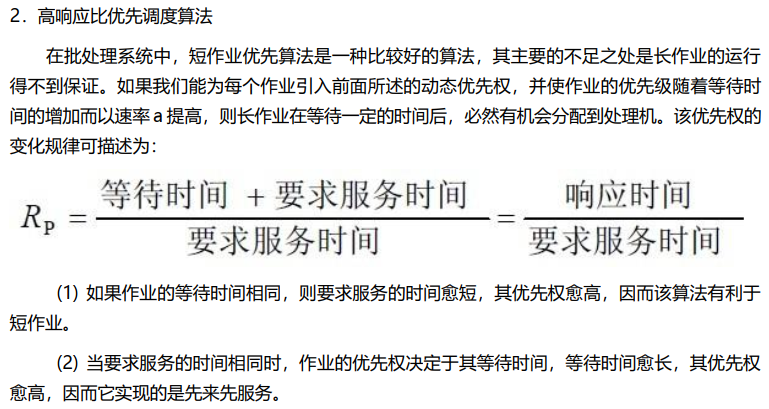 2．高响应比优先调度算法
在批处理系统中，短作业优先算法是一种比较好的算法，其主要的不足之处是长作业的运行
得不到保证。如果我们能为每个作业引入前面所述的动态优先权，并使作业的优先级随着等待时
间的增加而以速率 a 提高，则长作业在等待一定的时间后，必然有机会分配到处理机。该优先权的
变化规律可描述为：
R_P = (等待时间 + 要求服务时间) / 要求服务时间 = 响应时间 / 要求服务时间
(1) 如果作业的等待时间相同，则要求服务的时间愈短，其优先权愈高，因而该算法有利于
短作业。
(2) 当要求服务的时间相同时，作业的优先权决定于其等待时间，等待时间愈长，其优先权
愈高，因而它实现的是先来先服务。